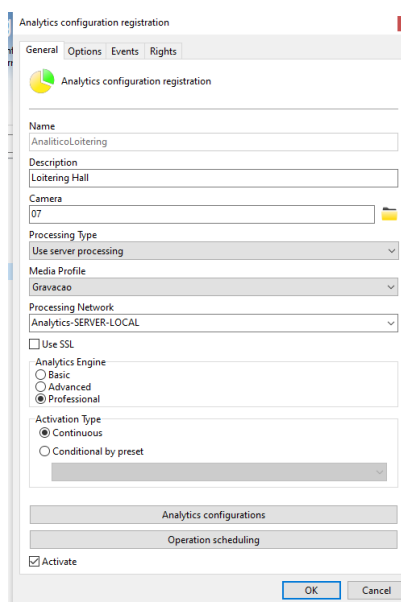 Analytics configuration registration
General Options Events Rights
Analytics configuration registration
Name
AnaliticoLoitering
Description
Loitering Hall
Camera
07
Processing Type
Use server processing
Media Profile
Gravacao
Processing Network
Analytics-SERVER-LOCAL
Use SSL
Analytics Engine
Basic
Advanced
Professional
Activation Type
Continuous
Conditional by preset
Analytics configurations
Operation scheduling
Activate
OK Cancel